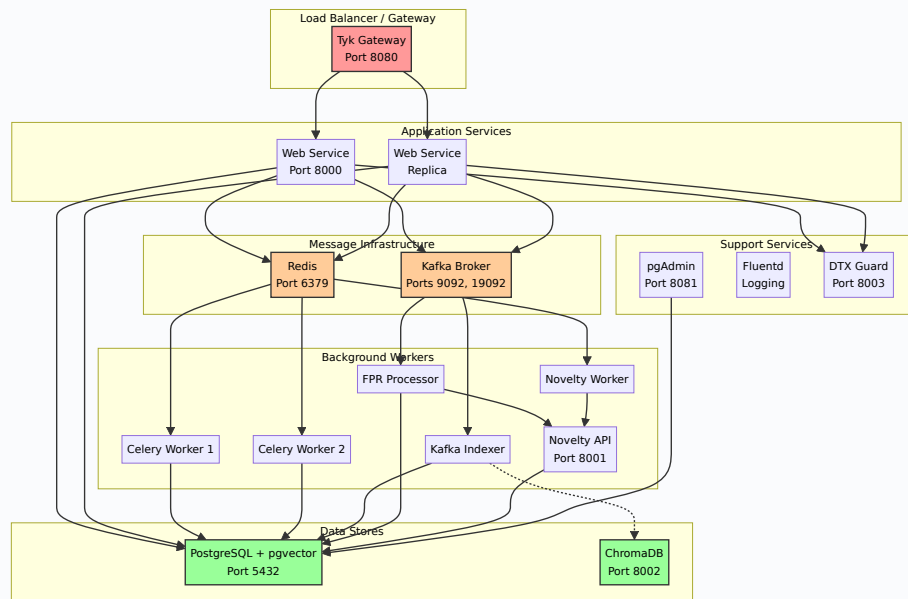 Load Balancer / Gateway
Tyk Gateway
Port 8080
Application Services
Web Service
Port 8000
Web Service
Replica
Message Infrastructure
Redis
Port 6379
Kafka Broker
Ports 9092, 19092
Support Services
pgAdmin
Port 8081
Fluentd
Logging
DTX Guard
Port 8003
Background Workers
FPR Processor
Novelty Worker
Celery Worker 1
Celery Worker 2
Kafka Indexer
Novelty API
Port 8001
Data Stores
PostgreSQL + pgvector
Port 5432
ChromaDB
Port 8002